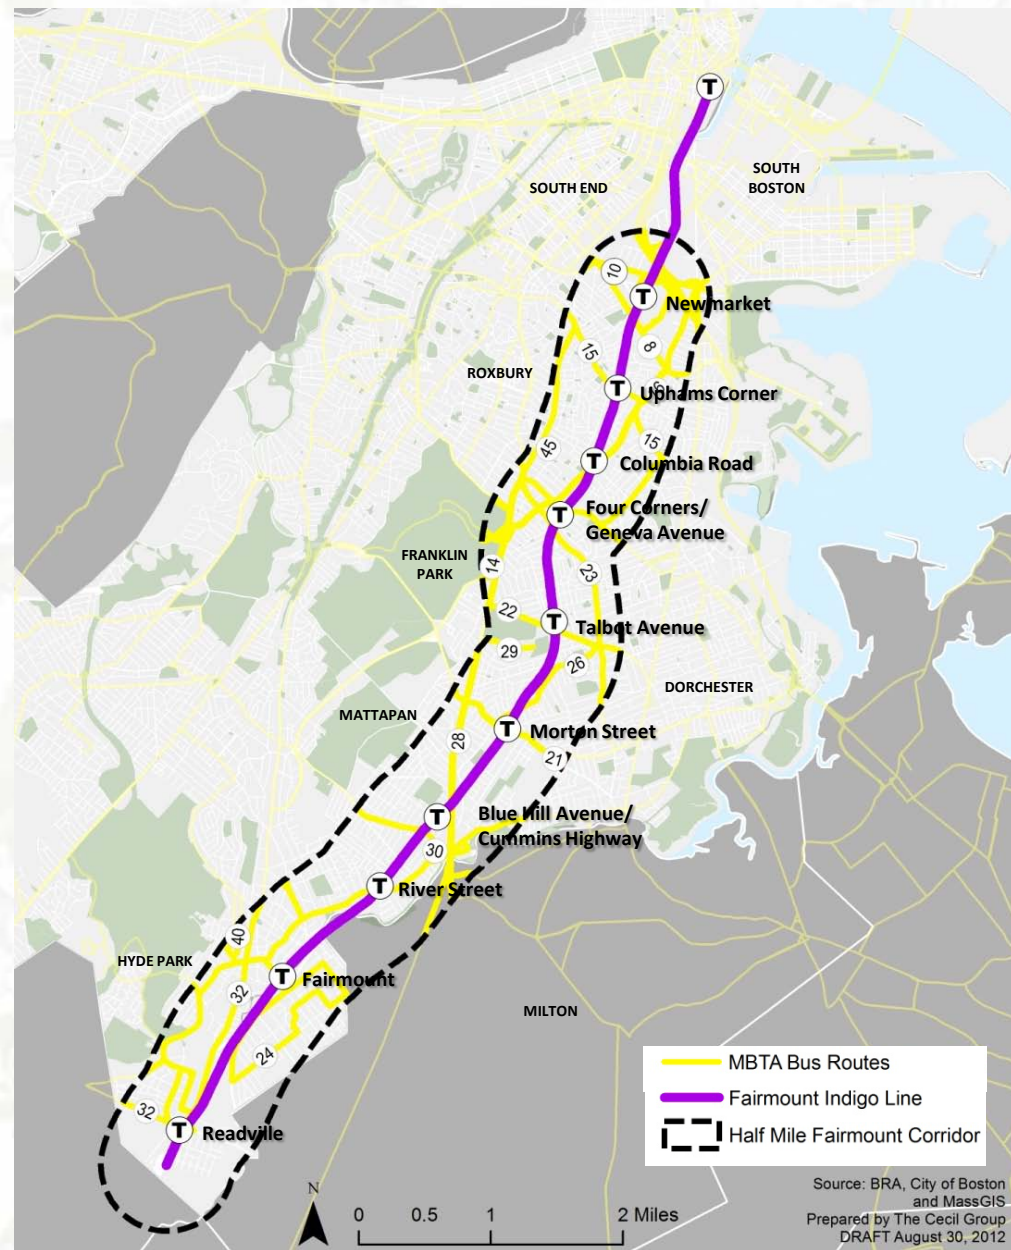 T
SOUTH END
SOUTH
BOSTON
10
T
Newmarket
15
8
ROXBURY
T
Uphams Corner
45
15
T
Columbia Road
T
Four Corners/
Geneva Avenue
FRANKLIN
PARK
14
23
22
T
Talbot Avenue
29
26
DORCHESTER
MATTAPAN
T
Morton Street
28
21
T
Blue Hill Avenue/
Cummins Highway
30
T
River Street
40
HYDE PARK
T
Fairmount
32
MILTON
24
32
T
Readville
MBTA Bus Routes
Fairmount Indigo Line
Half Mile Fairmount Corridor
N
0 0.5 1 2 Miles
Source: BRA, City of Boston
and MassGIS
Prepared by The Cecil Group
DRAFT August 30, 2012